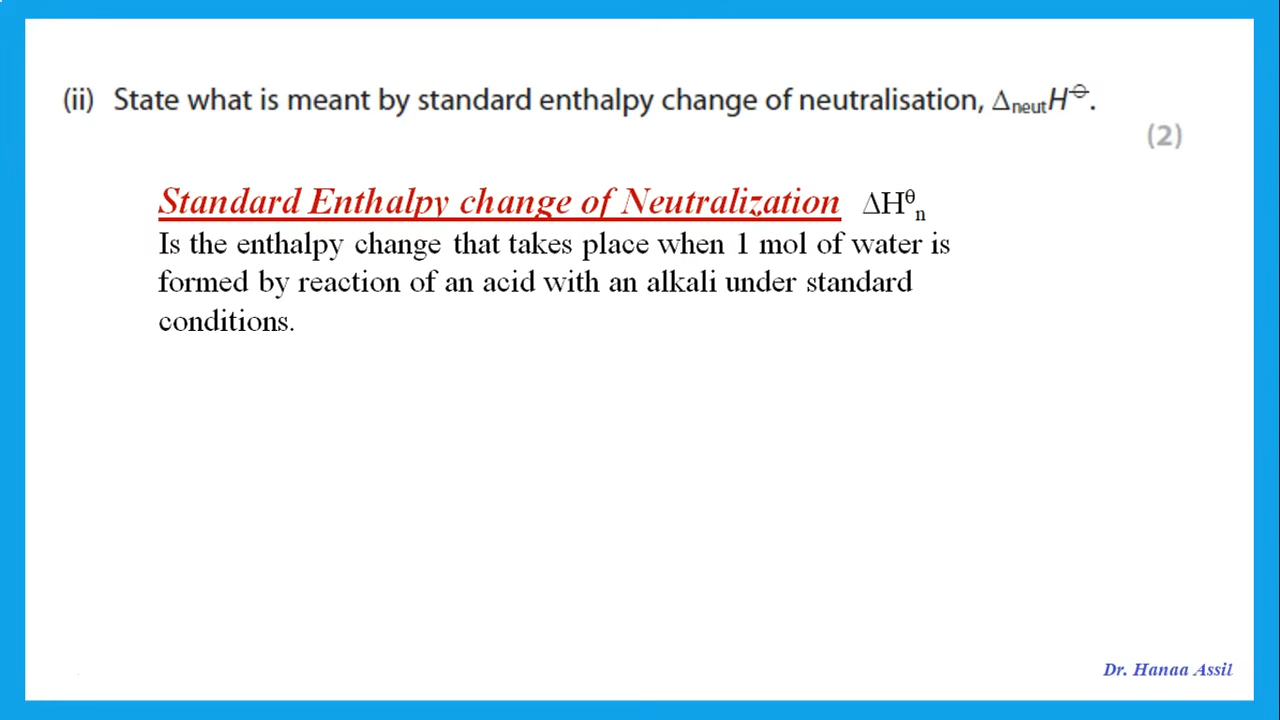 (ii) State what is meant by standard enthalpy change of neutralisation, ΔneutH⦵.
(2)
Standard Enthalpy change of Neutralization ΔHθn
Is the enthalpy change that takes place when 1 mol of water is
formed by reaction of an acid with an alkali under standard
conditions.
Dr. Hanaa Assil